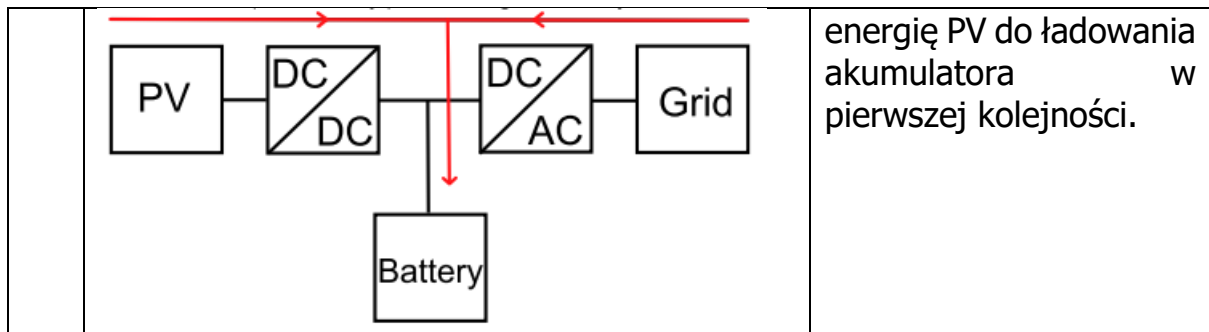 PV
DC
DC
DC
AC
Grid
Battery
energię PV do ładowania
akumulatora w
pierwszej kolejności.